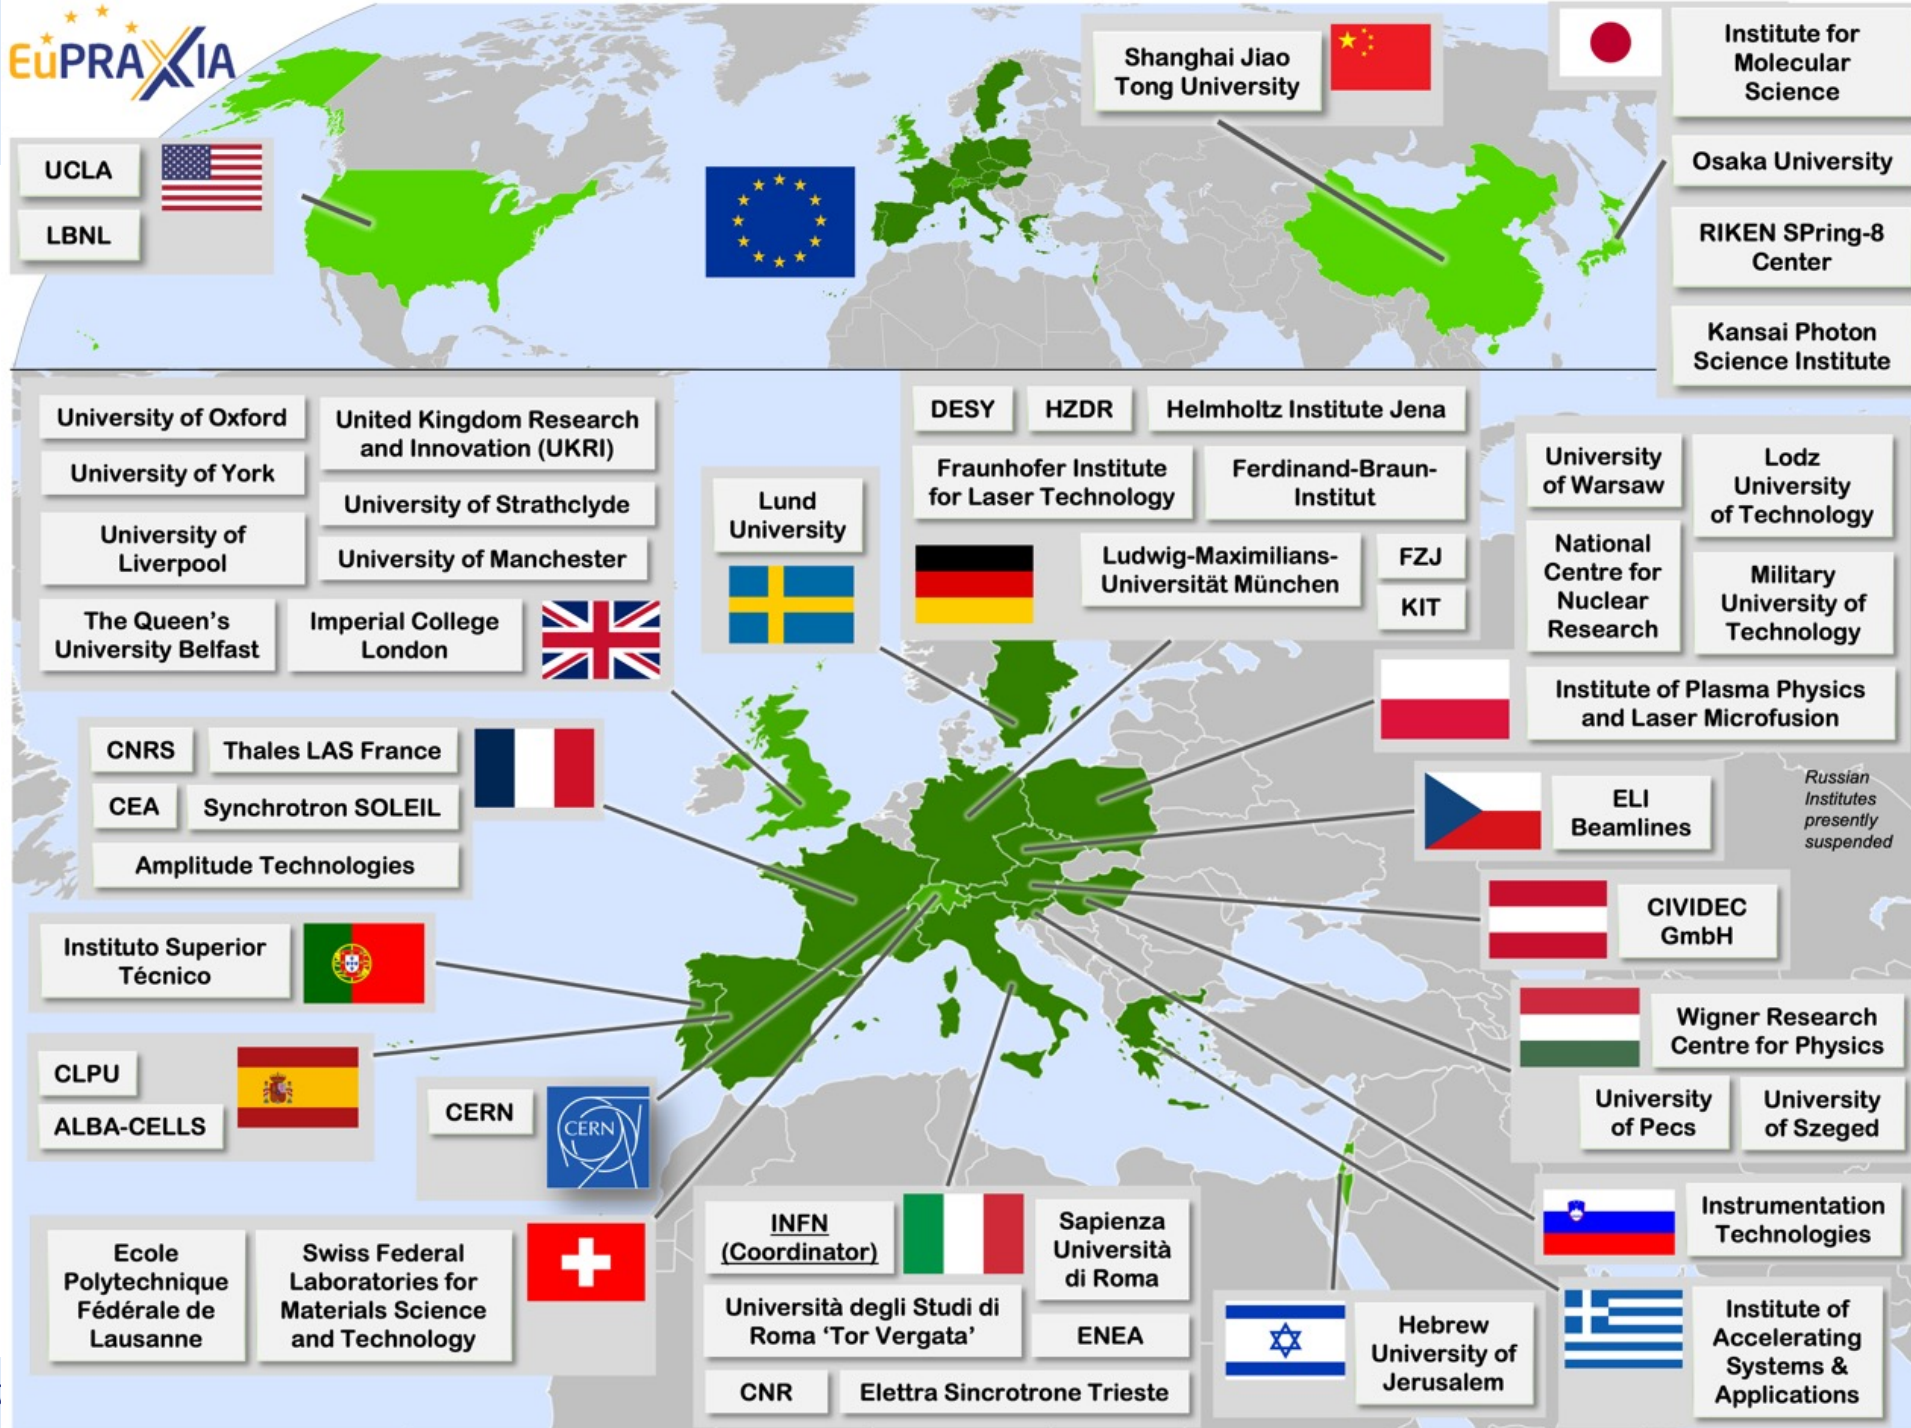 EuPRAXIA
UCLA
LBNL
Shanghai Jiao
Tong University
Institute for
Molecular
Science
Osaka University
RIKEN SPring-8
Center
Kansai Photon
Science Institute
University of Oxford
University of York
University of
Liverpool
The Queen's
University Belfast
United Kingdom Research
and Innovation (UKRI)
University of Strathclyde
University of Manchester
Imperial College
London
Lund
University
DESY
HZDR
Helmholtz Institute Jena
Fraunhofer Institute
for Laser Technology
Ferdinand-Braun-
Institut
Ludwig-Maximilians-
Universität München
FZJ
KIT
University
of Warsaw
Lodz
University
of Technology
National
Centre for
Nuclear
Research
Military
University of
Technology
Institute of Plasma Physics
and Laser Microfusion
CNRS
Thales LAS France
CEA
Synchrotron SOLEIL
Amplitude Technologies
ELI
Beamlines
Russian
Institutes
presently
suspended
CIVIDEC
GmbH
Instituto Superior
Técnico
CLPU
ALBA-CELLS
CERN
CERN
Wigner Research
Centre for Physics
University
of Pecs
University
of Szeged
Ecole
Polytechnique
Fédérale de
Lausanne
Swiss Federal
Laboratories for
Materials Science
and Technology
INFN
(Coordinator)
Sapienza
Università
di Roma
Università degli Studi di
Roma ‘Tor Vergata’
ENEA
CNR
Elettra Sincrotrone Trieste
Hebrew
University of
Jerusalem
Instrumentation
Technologies
Institute of
Accelerating
Systems &
Applications